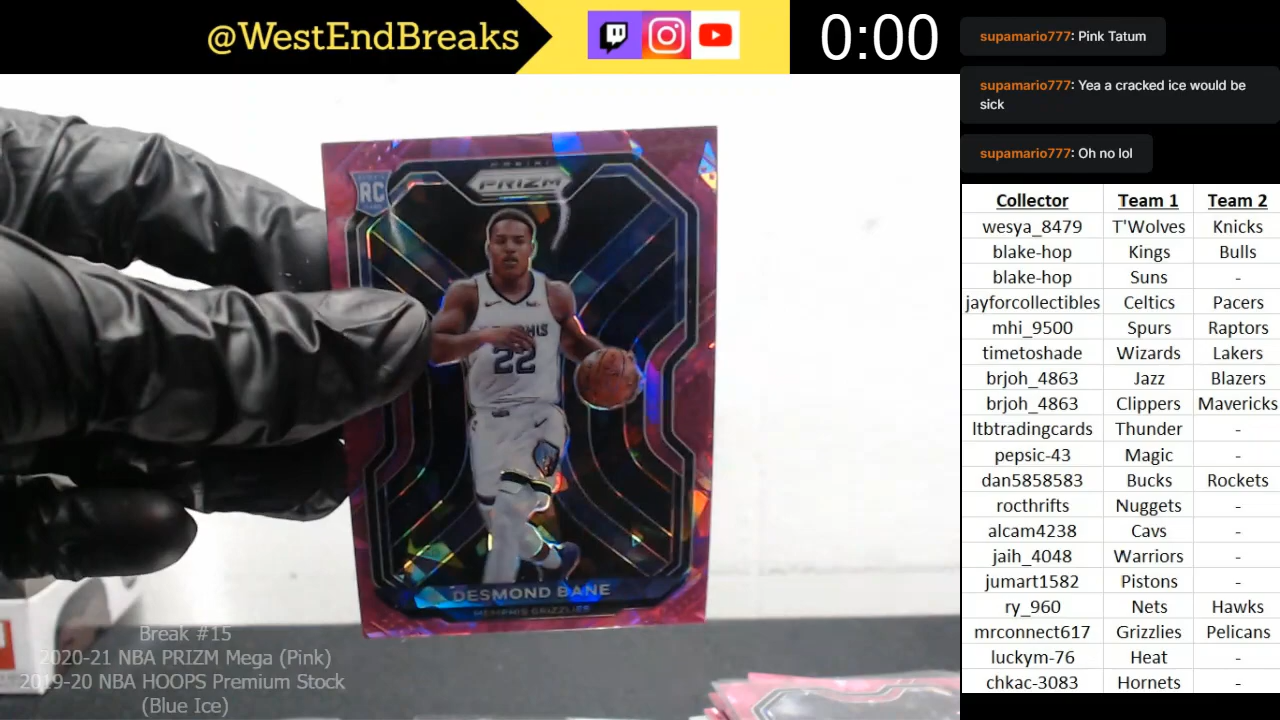 @WestEndBreaks
0:00
supamario777: Pink Tatum
supamario777: Yea a cracked ice would be
sick
supamario777: Oh no lol
Collector Team 1 Team 2
wesya_8479 T'Wolves Knicks
blake-hop Kings Bulls
blake-hop Suns -
jayforcollectibles Celtics Pacers
mhi_9500 Spurs Raptors
timetoshade Wizards Lakers
brjoh_4863 Jazz Blazers
brjoh_4863 Clippers Mavericks
ltbtradingcards Thunder -
pepsic-43 Magic -
dan5858583 Bucks Rockets
rocthrifts Nuggets -
alcam4238 Cavs -
jaih_4048 Warriors -
jumart1582 Pistons -
ry_960 Nets Hawks
mrconnect617 Grizzlies Pelicans
luckym-76 Heat -
chkac-3083 Hornets -
PANINI
PRIZM
RC
22
DESMOND BANE
MEMPHIS GRIZZLIES
Break #15
2020-21 NBA PRIZM Mega (Pink)
2019-20 NBA HOOPS Premium Stock
(Blue Ice)